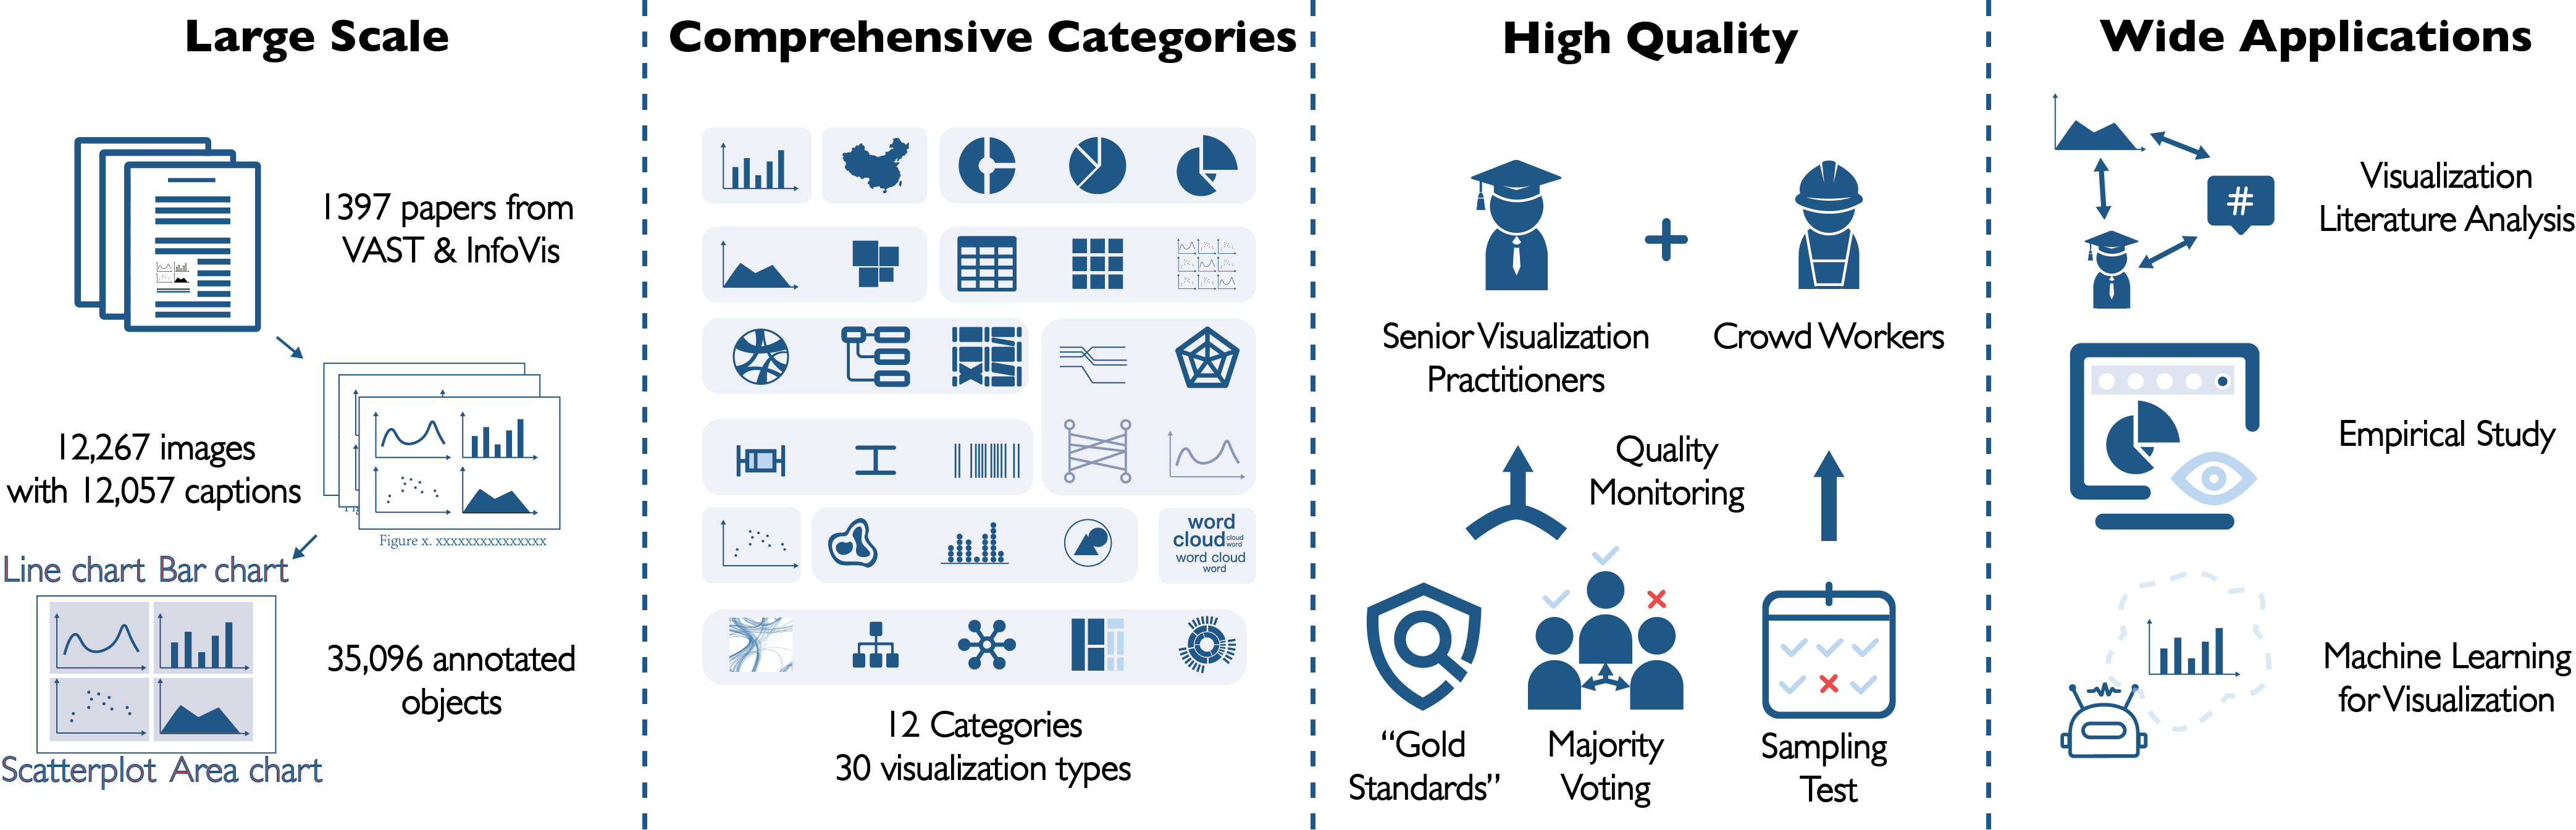 Large Scale
1397 papers from
VAST & InfoVis
12,267 images
with 12,057 captions
Figure x. xxxxxxxxxxxxxxx
Line chart Bar chart
35,096 annotated
objects
Scatterplot Area chart
Comprehensive Categories
word
cloud
cloud
word
word cloud
word
12 Categories
30 visualization types
High Quality
+
Senior Visualization
Practitioners
Crowd Workers
Quality
Monitoring
“Gold
Standards”
Majority
Voting
Sampling
Test
Wide Applications
#
Visualization
Literature Analysis
Empirical Study
Machine Learning
for Visualization